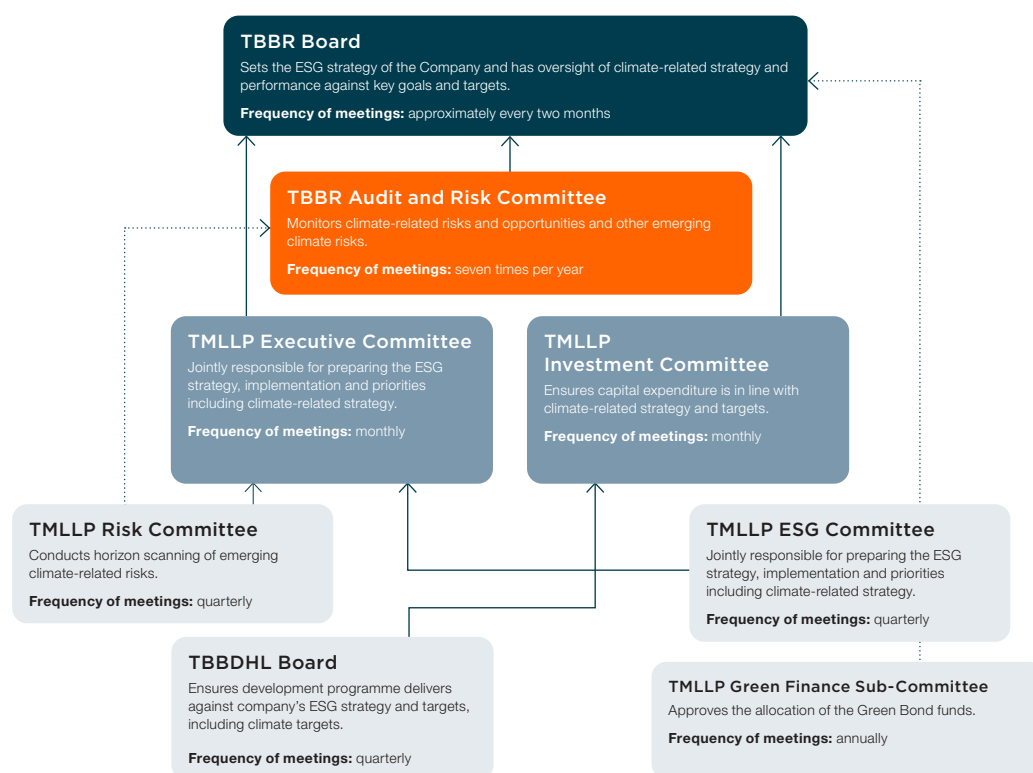 TBBR Board
Sets the ESG strategy of the Company and has oversight of climate-related strategy and
performance against key goals and targets.
Frequency of meetings: approximately every two months
TBBR Audit and Risk Committee
Monitors climate-related risks and opportunities and other emerging
climate risks.
Frequency of meetings: seven times per year
TMLLP Executive Committee
Jointly responsible for preparing the ESG
strategy, implementation and priorities
including climate-related strategy.
Frequency of meetings: monthly
TMLLP
Investment Committee
Ensures capital expenditure is in line with
climate-related strategy and targets.
Frequency of meetings: monthly
TMLLP Risk Committee
Conducts horizon scanning of emerging
climate-related risks.
Frequency of meetings: quarterly
TMLLP ESG Committee
Jointly responsible for preparing the ESG
strategy, implementation and priorities
including climate-related strategy.
Frequency of meetings: quarterly
TBBDHL Board
Ensures development programme delivers
against company's ESG strategy and targets,
including climate targets.
Frequency of meetings: quarterly
TMLLP Green Finance Sub-Committee
Approves the allocation of the Green Bond funds.
Frequency of meetings: annually